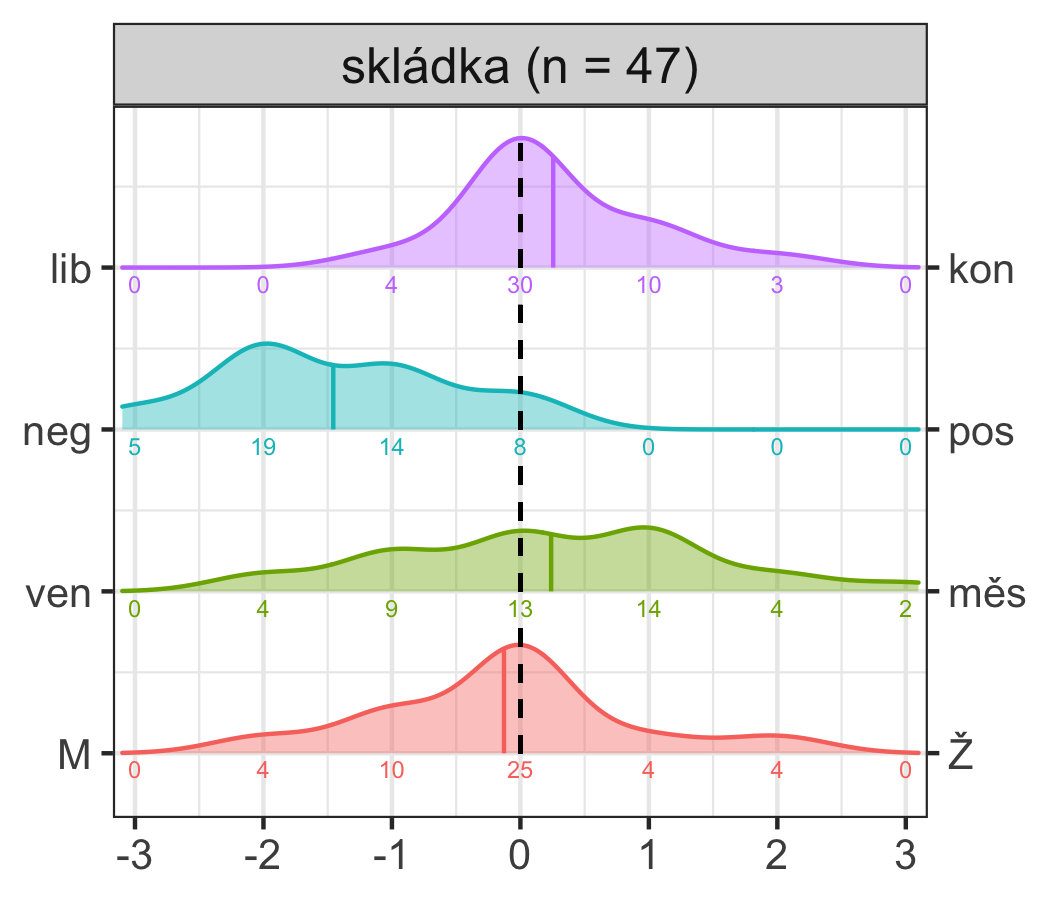 skládka (n = 47)
lib kon
0 0 4 30 10 3 0
neg pos
5 19 14 8 0 0 0
ven měs
0 4 9 13 14 4 2
M Ž
0 4 10 25 4 4 0
-3 -2 -1 0 1 2 3